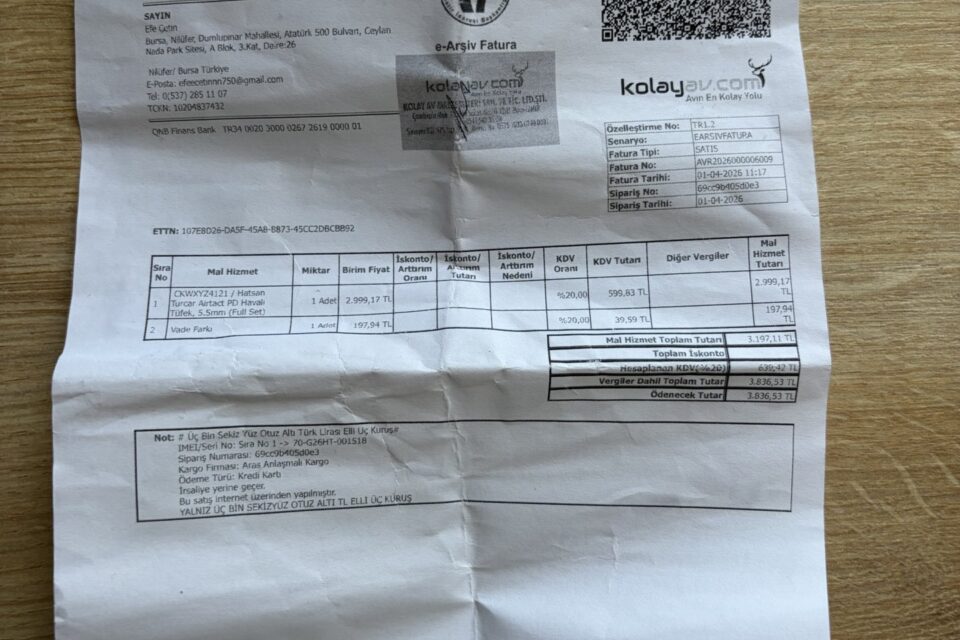 SAYIN
Efe Çetin
Bursa, Nilüfer, Dumlupınar Mahallesi, Atatürk 500 Bulvarı, Ceylan
Nada Park Sitesi, A Blok, 3.Kat, Deire:26
Nilüfer/ Bursa Türkiye
E-Posta: efeecetinnn750@gmail.com
Tel: 0(537) 285 11 07
TCKN: 10204837432
QNB Finans Bank TR34 0020 3000 0267 2619 0000 01
e-Arşiv Fatura
kolayav.com
Avın En Kolay Yolu
kolayav.com
Avın En Kolay Yolu
Özelleştirme No: TR1.2
Senaryo: EARSIVFATURA
Fatura Tipi: SATIS
Fatura No: AVR2026000006009
Fatura Tarihi: 01-04-2026 11:17
Sipariş No: 69cc9b405d0e3
Sipariş Tarihi: 01-04-2026
ETTN: 107E8D26-DA5F-45A8-B873-45CC2DBCBB92
Sıra No Mal Hizmet Miktar Birim Fiyat İskonto/ Arttırım Oranı İskonto/ Arttırım Tutarı İskonto/ Arttırım Nedeni KDV Oranı KDV Tutarı Diğer Vergiler Mal Hizmet Tutarı
1 CKWXYZ4121 / Hatsan Turcar Airtact PD Havalı Tüfek, 5.5mm (Full Set) 1 Adet 2.999,17 TL %20,00 599,83 TL 2.999,17 TL
2 Vade Farkı 1 Adet 197,94 TL %20,00 39,59 TL 197,94 TL
Mal Hizmet Toplam Tutarı 3.197,11 TL
Toplam İskonto
Hesaplanan KDV(%20) 639,42 TL
Vergiler Dahil Toplam Tutar 3.836,53 TL
Ödenecek Tutar 3.836,53 TL
Not: # Üç Bin Sekiz Yüz Otuz Altı Türk Lirası Elli Üç Kuruş#
IMEI/Seri No: Sıra No 1 -> 70-G26HT-001518
Sipariş Numarası: 69cc9b405d0e3
Kargo Firması: Aras Anlaşmalı Kargo
Ödeme Türü: Kredi Kartı
İrsaliye yerine geçer.
Bu satış internet üzerinden yapılmıştır.
YALNIZ ÜÇ BİN SEKİZYÜZ OTUZ ALTI TL ELLİ ÜÇ KURUŞ